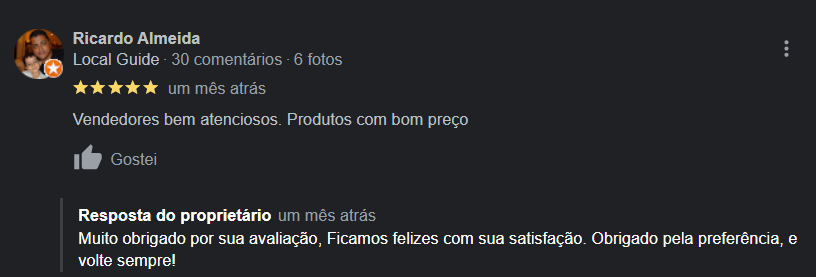 Ricardo Almeida
Local Guide · 30 comentários · 6 fotos
um mês atrás
Vendedores bem atenciosos. Produtos com bom preço
Gostei
Resposta do proprietário um mês atrás
Muito obrigado por sua avaliação, Ficamos felizes com sua satisfação. Obrigado pela preferência, e
volte sempre!